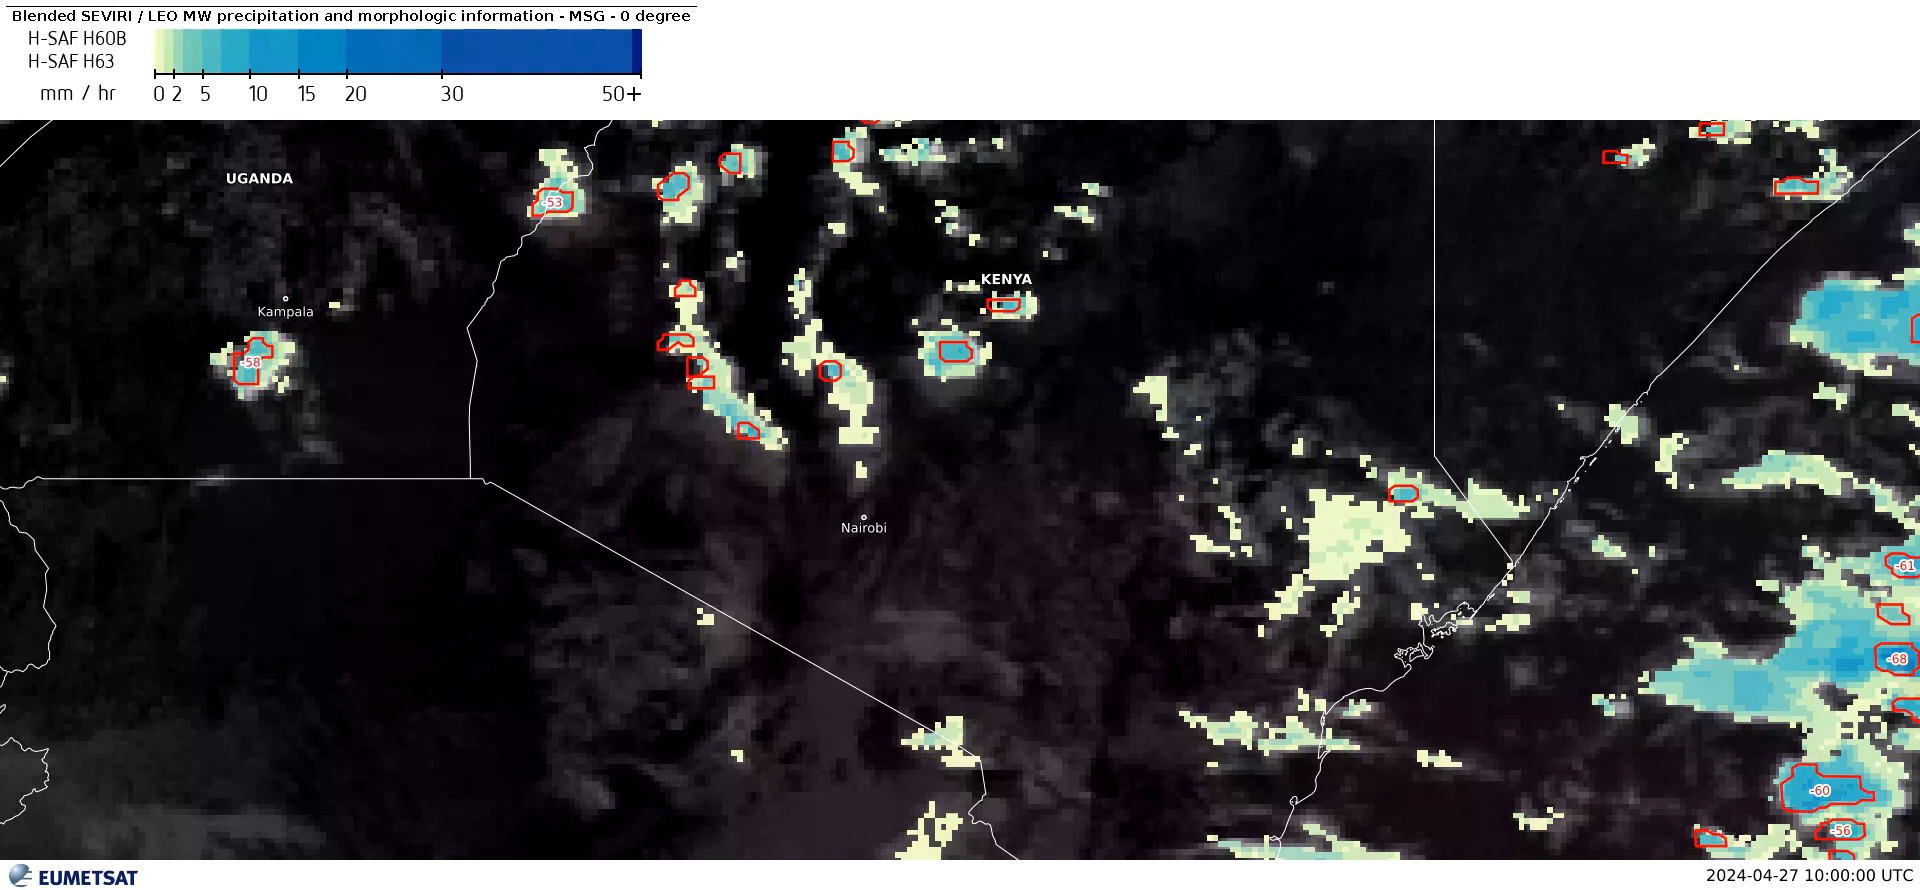 Blended SEVIRI / LEO MW precipitation and morphologic information - MSG - 0 degree
H-SAF H60B
H-SAF H63
mm / hr
0 2 5 10 15 20 30 50+
UGANDA
-53
KENYA
Kampala
-58
Nairobi
-61
-68
-60
-56
EUMETSAT
2024-04-27 10:00:00 UTC